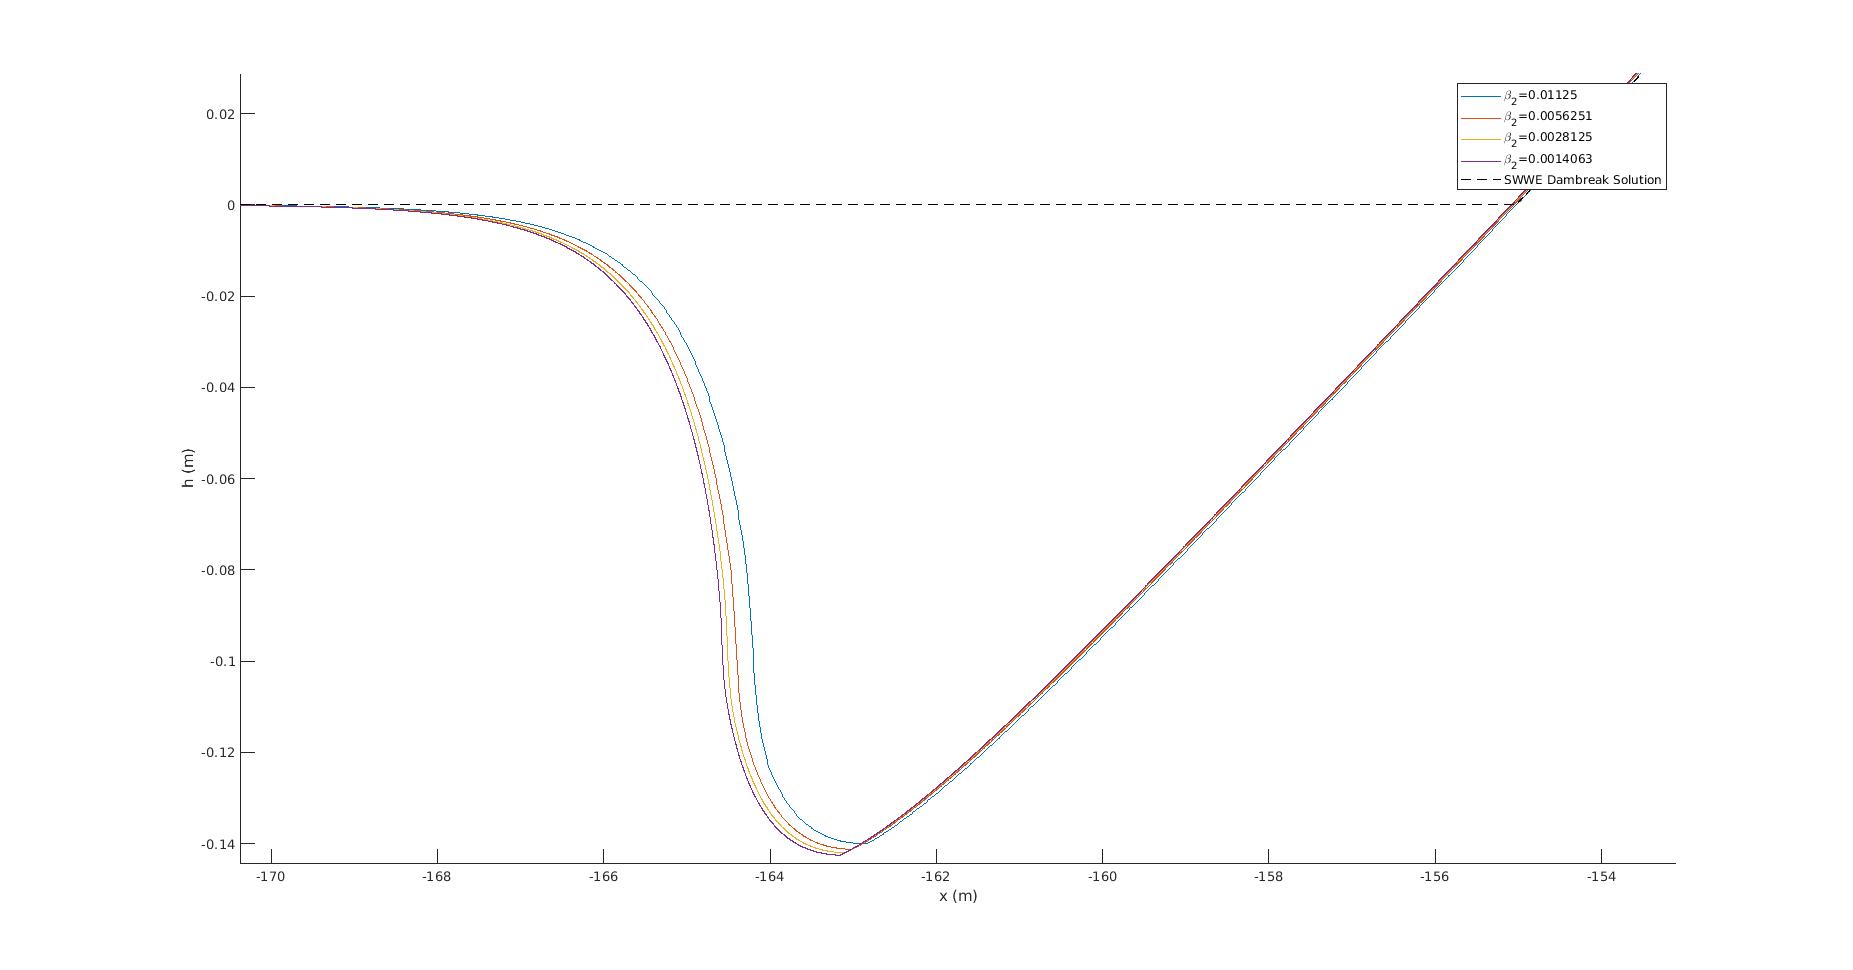 0.02
0
-0.02
-0.04
-0.06
-0.08
-0.1
-0.12
-0.14
h (m)
-170 -168 -166 -164 -162 -160 -158 -156 -154
x (m)
β2=0.01125
β2=0.0056251
β2=0.0028125
β2=0.0014063
SWWE Dambreak Solution